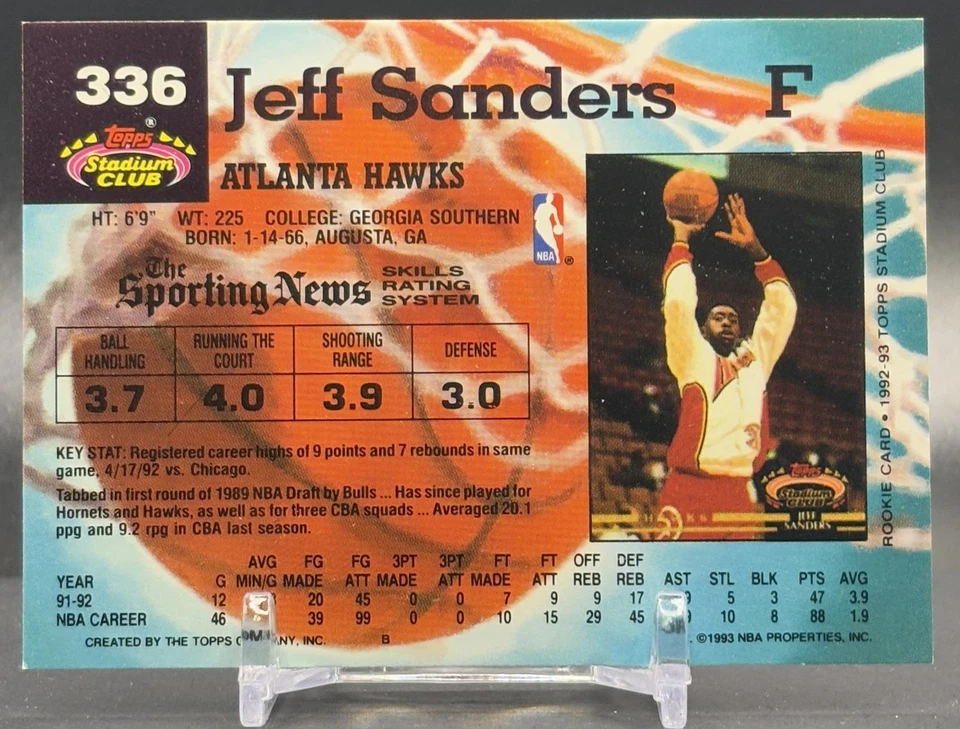 336
Jeff Sanders F
Topps ®
Stadium
CLUB
ATLANTA HAWKS
HT: 6'9" WT: 225 COLLEGE: GEORGIA SOUTHERN
BORN: 1-14-66, AUGUSTA, GA
NBA ®
The
Sporting News
SKILLS
RATING
SYSTEM
BALL HANDLING RUNNING THE COURT SHOOTING RANGE DEFENSE
3.7 4.0 3.9 3.0
KEY STAT: Registered career highs of 9 points and 7 rebounds in same
game, 4/17/92 vs. Chicago.
Tabbed in first round of 1989 NBA Draft by Bulls ... Has since played for
Hornets and Hawks, as well as for three CBA squads ... Averaged 20.1
ppg and 9.2 rpg in CBA last season.
AVG FG FG 3PT 3PT FT FT OFF DEF
YEAR G MIN/G MADE ATT MADE ATT MADE ATT REB REB AST STL BLK PTS AVG
91-92 12 20 45 0 0 7 9 9 17 5 3 47 3.9
NBA CAREER 46 39 99 0 0 10 15 29 45 10 8 88 1.9
CREATED BY THE TOPPS COMPANY, INC. B ©1993 NBA PROPERTIES, INC.
Topps
Stadium
CLUB
JEFF
SANDERS
ROOKIE CARD • 1992-93 TOPPS STADIUM CLUB